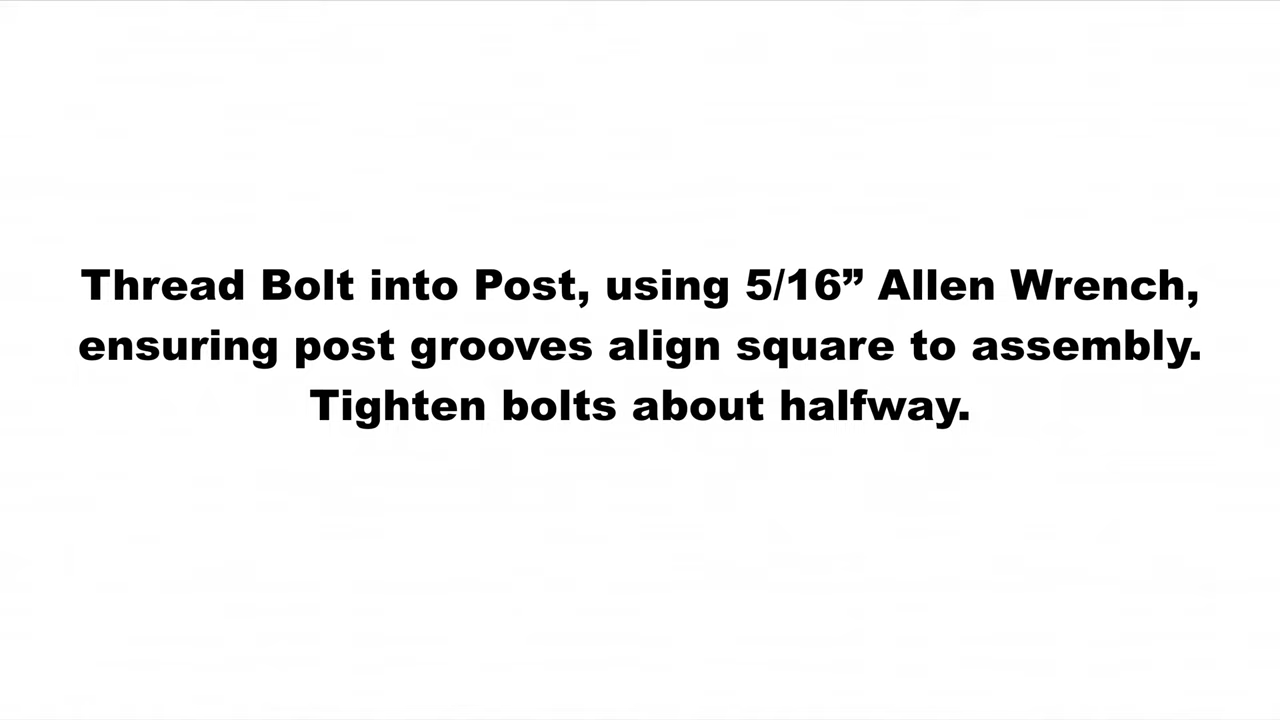 Thread Bolt into Post, using 5/16” Allen Wrench,
ensuring post grooves align square to assembly.
Tighten bolts about halfway.